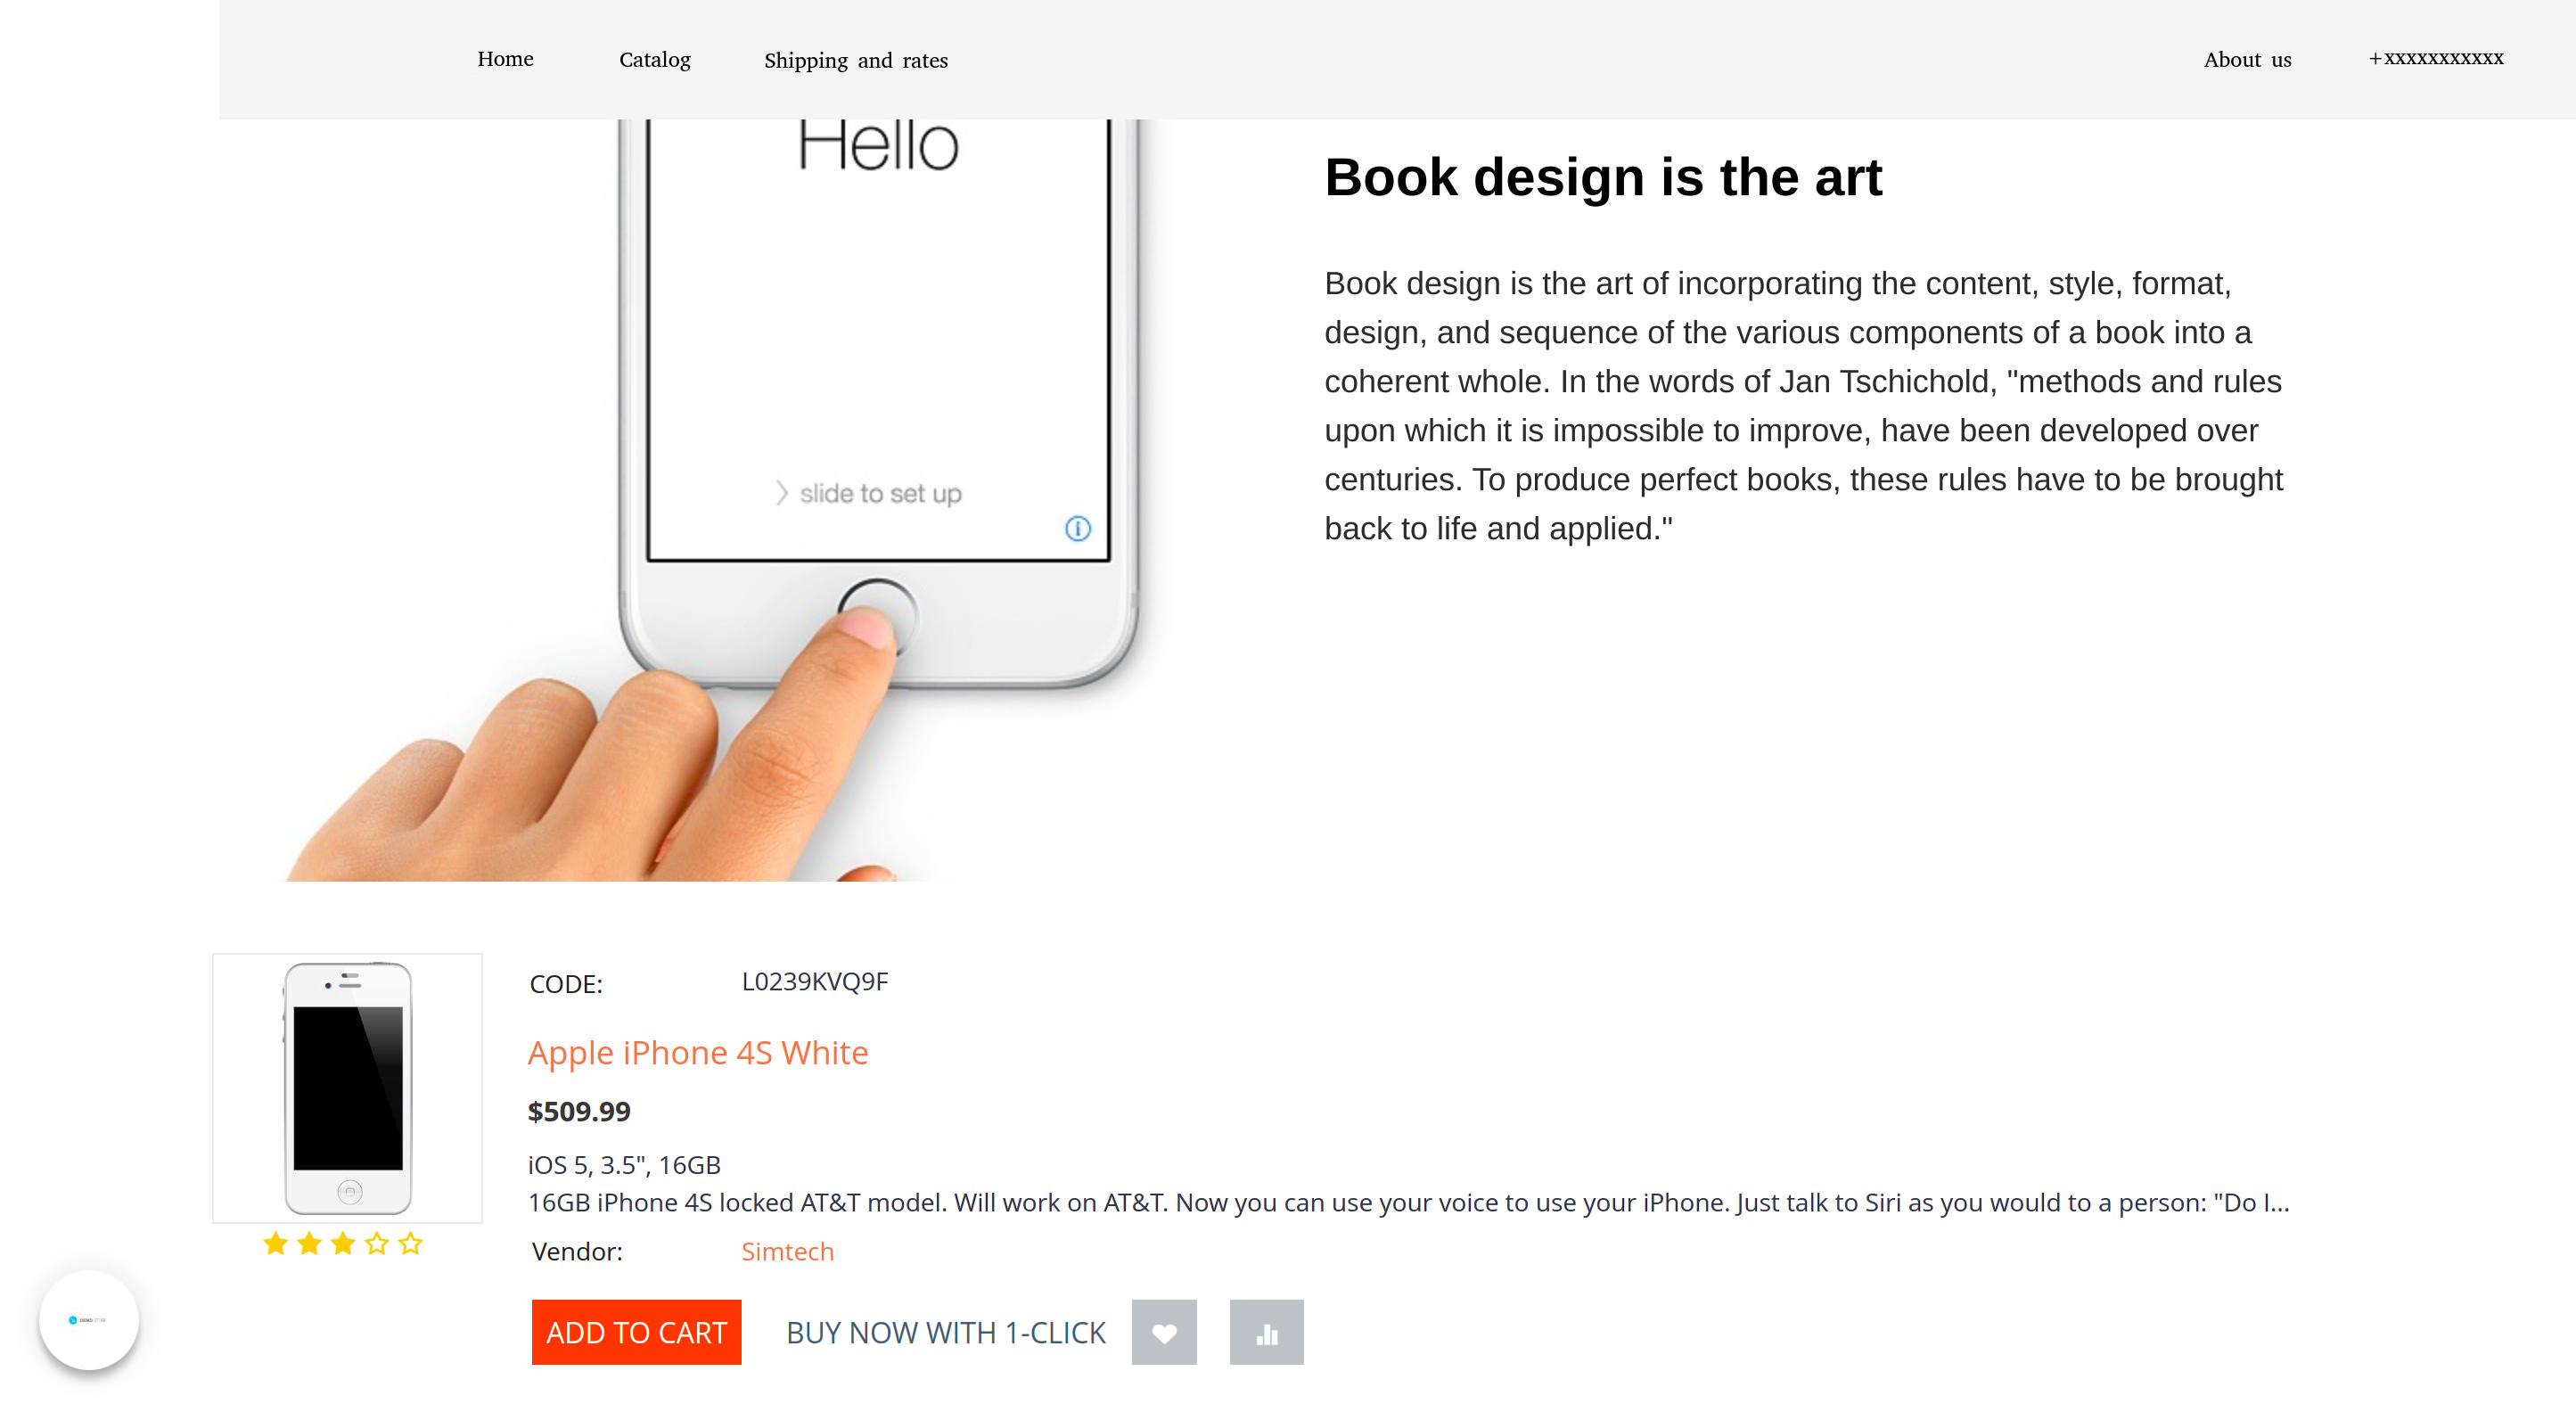 Home Catalog Shipping and rates About us +xxxxxxxxxxx
Hello
slide to set up
Book design is the art
Book design is the art of incorporating the content, style, format,
design, and sequence of the various components of a book into a
coherent whole. In the words of Jan Tschichold, "methods and rules
upon which it is impossible to improve, have been developed over
centuries. To produce perfect books, these rules have to be brought
back to life and applied."
CODE: L0239KVQ9F
Apple iPhone 4S White
$509.99
iOS 5, 3.5", 16GB
16GB iPhone 4S locked AT&T model. Will work on AT&T. Now you can use your voice to use your iPhone. Just talk to Siri as you would to a person: "Do I...
Vendor: Simtech
ADD TO CART BUY NOW WITH 1-CLICK